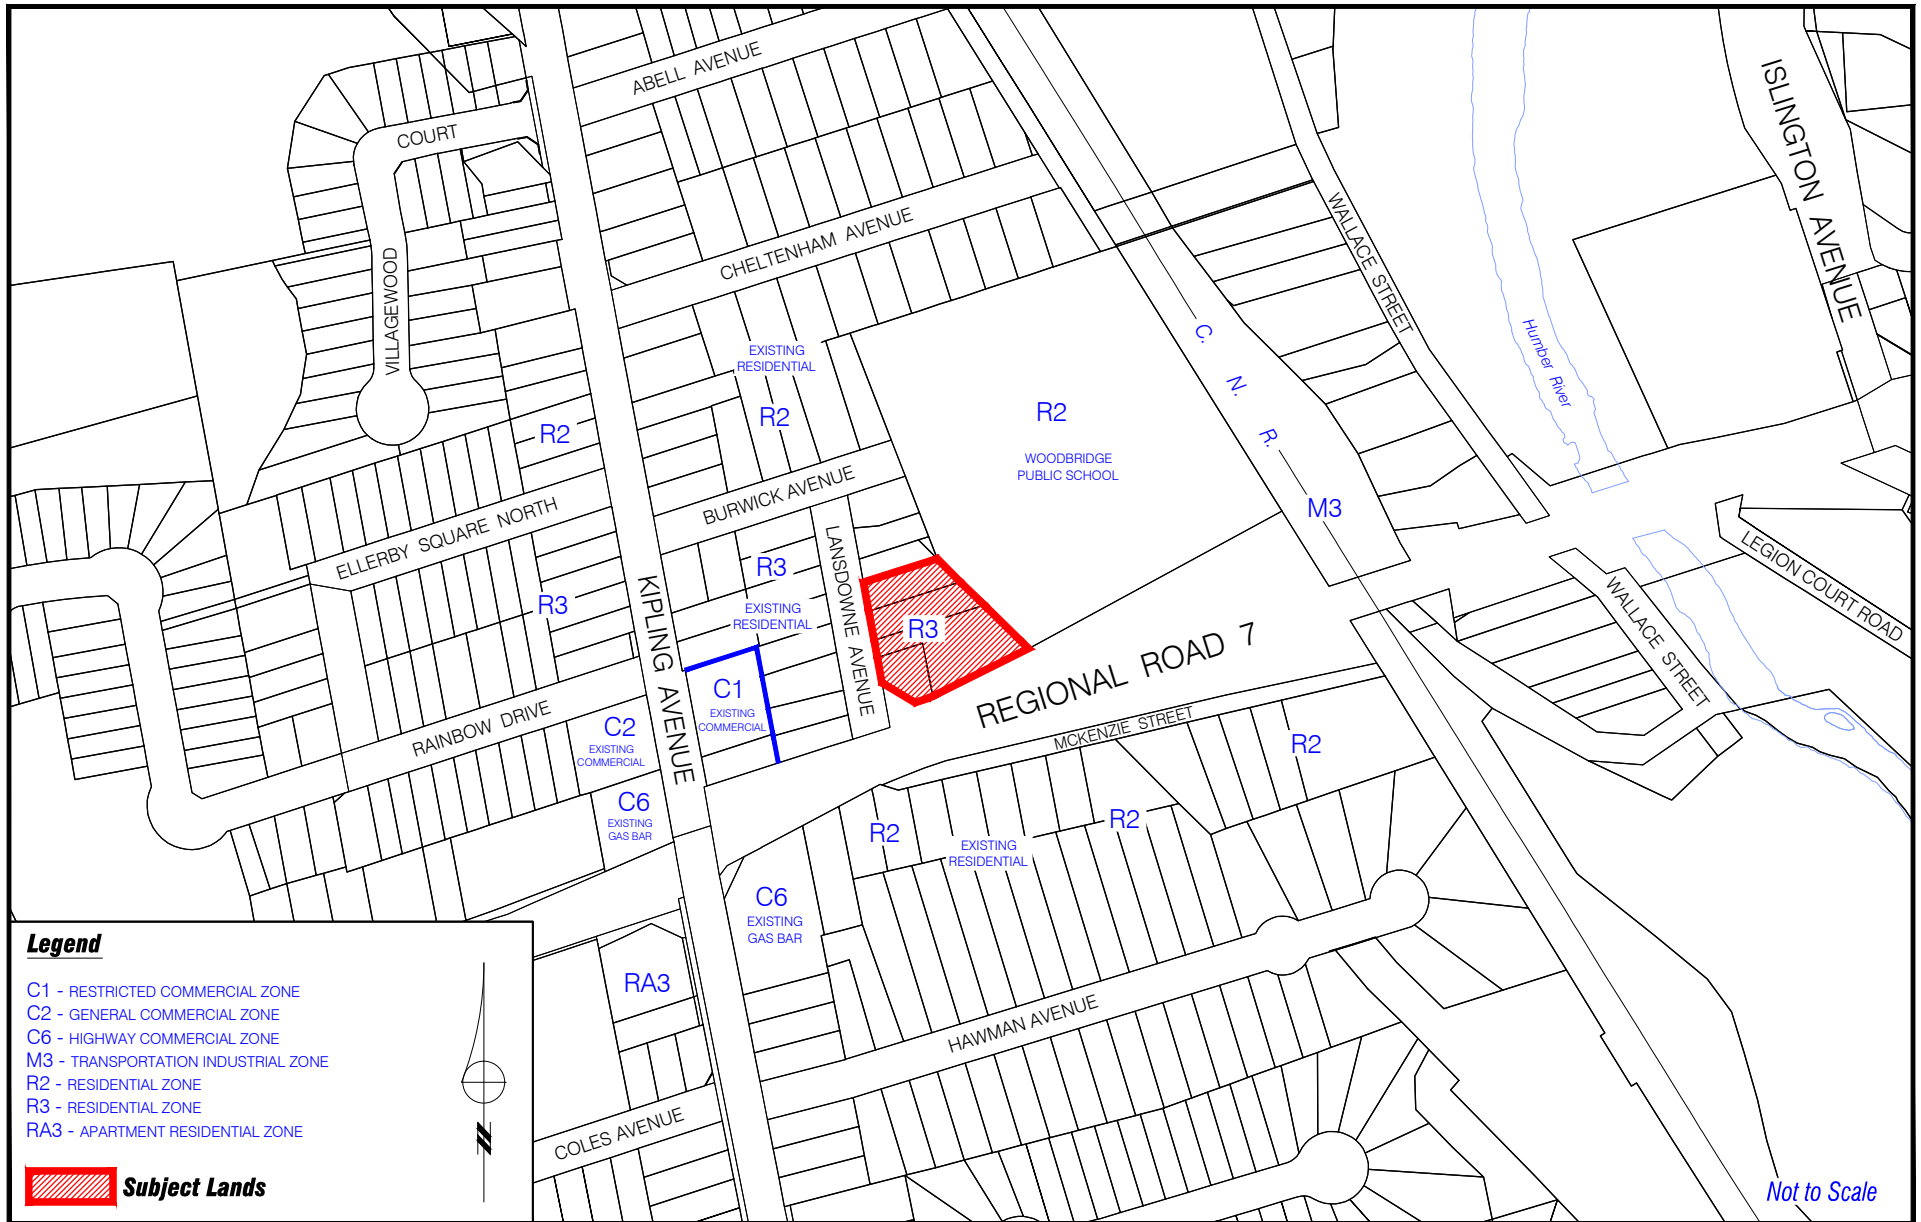 ABELL AVENUE
COURT
ISLINGTON AVENUE
CHELTENHAM AVENUE
WALLACE STREET
VILLAGEWOOD
C. N. R.
Humber River
EXISTING
RESIDENTIAL
R2
R2
R2
WOODBRIDGE
PUBLIC SCHOOL
BURWICK AVENUE
M3
ELLERBY SQUARE NORTH
LANSDOWNE AVENUE
LEGION COURT ROAD
R3
R3
EXISTING
RESIDENTIAL
KIPLING AVENUE
R3
WALLACE STREET
REGIONAL ROAD 7
C1
EXISTING
COMMERCIAL
RAINBOW DRIVE
C2
EXISTING
COMMERCIAL
MCKENZIE STREET
R2
C6
EXISTING
GAS BAR
R2
R2
EXISTING
RESIDENTIAL
C6
EXISTING
GAS BAR
RA3
HAWMAN AVENUE
COLES AVENUE
Legend
C1 - RESTRICTED COMMERCIAL ZONE
C2 - GENERAL COMMERCIAL ZONE
C6 - HIGHWAY COMMERCIAL ZONE
M3 - TRANSPORTATION INDUSTRIAL ZONE
R2 - RESIDENTIAL ZONE
R3 - RESIDENTIAL ZONE
RA3 - APARTMENT RESIDENTIAL ZONE
N
Subject Lands
Not to Scale